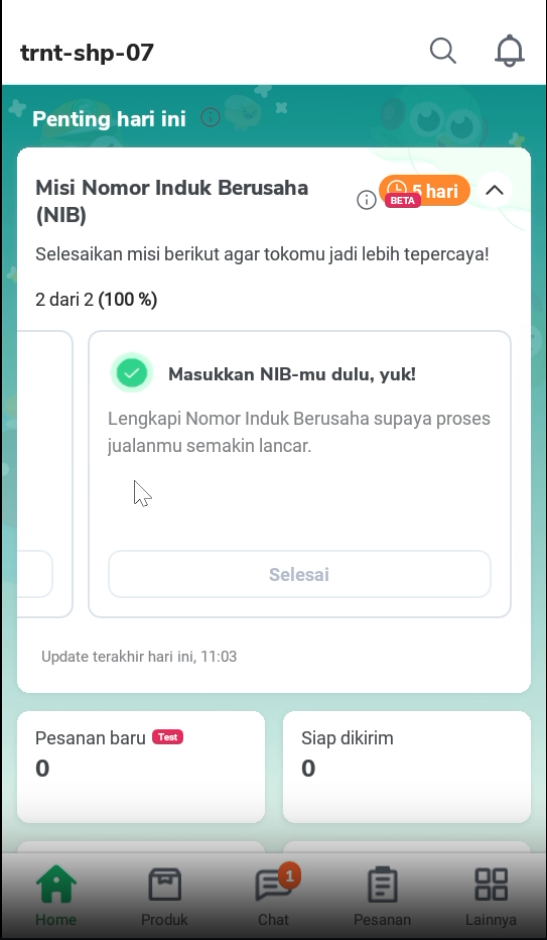 trnt-shp-07
Penting hari ini
Misi Nomor Induk Berusaha
(NIB)
5 hari
BETA
Selesaikan misi berikut agar tokomu jadi lebih tepercaya!
2 dari 2 (100 %)
Masukkan NIB-mu dulu, yuk!
Lengkapi Nomor Induk Berusaha supaya proses
jualanmu semakin lancar.
Selesai
Update terakhir hari ini, 11:03
Pesanan baru Test
0
Siap dikirim
0
1
Home Produk Chat Pesanan Lainnya